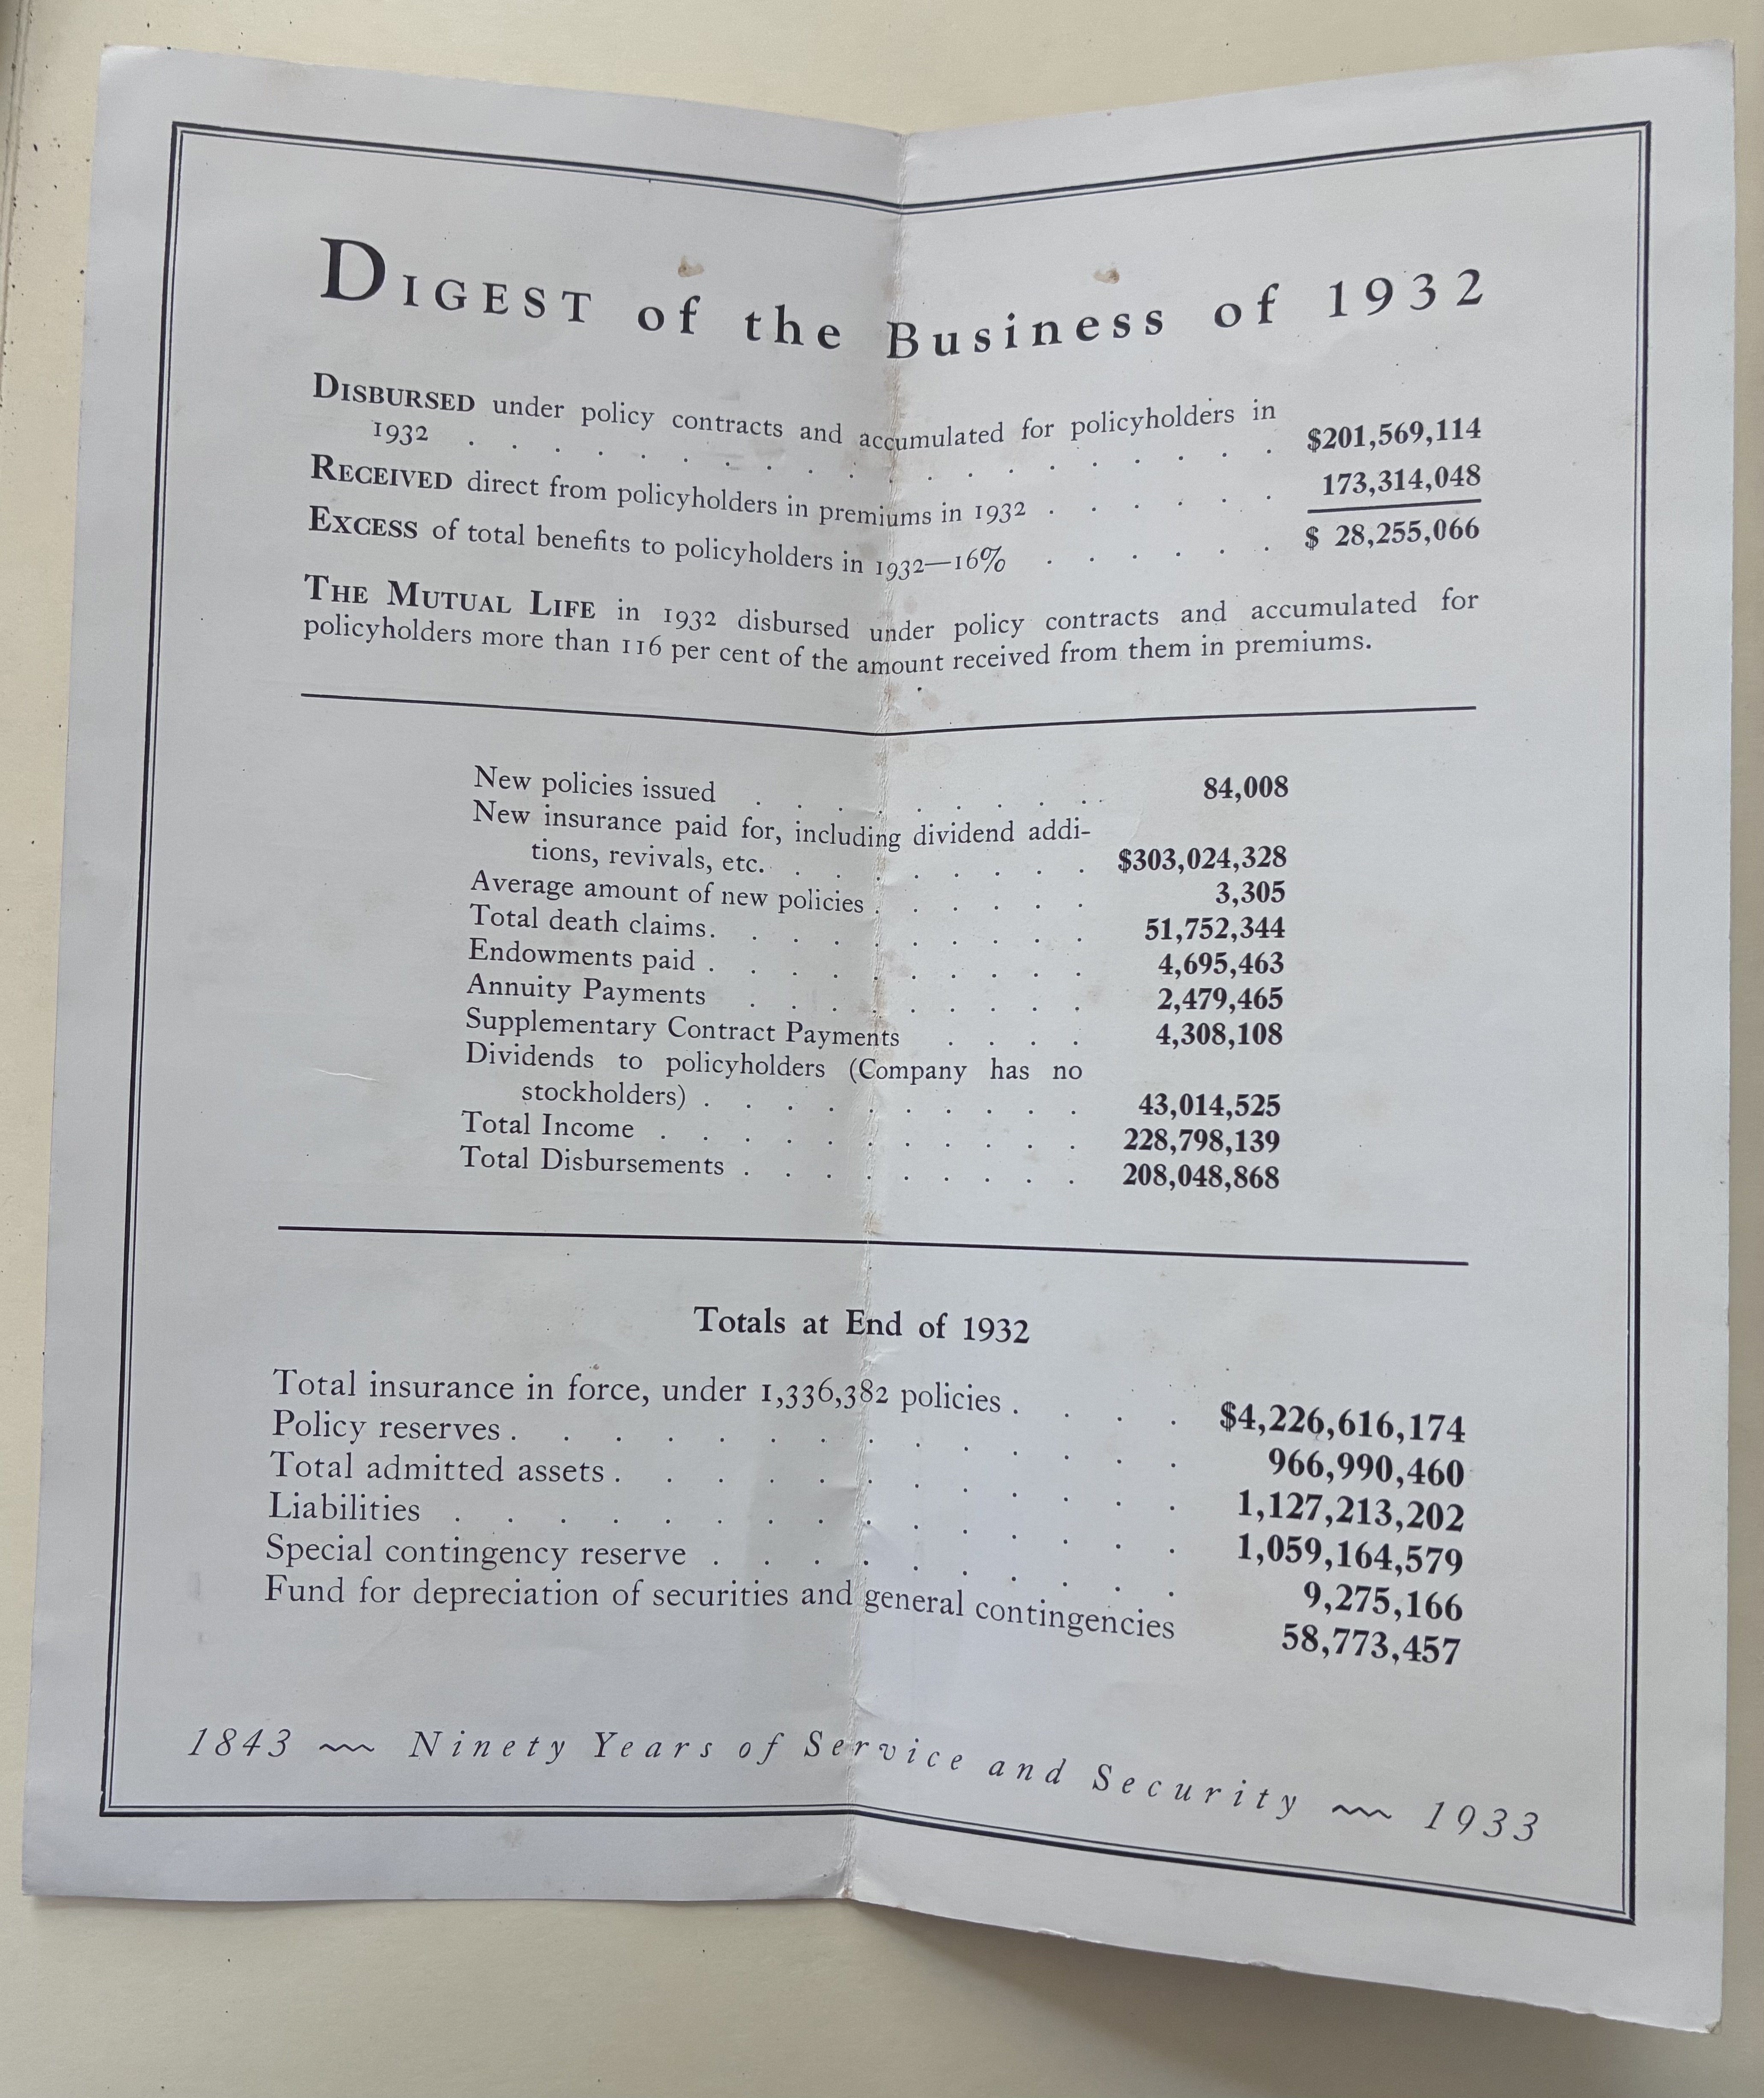 DIGEST of the Business of 1932
DISBURSED under policy contracts and accumulated for policyholders in
1932 . . . . . . . . . . . . . . . . . . . . $201,569,114
RECEIVED direct from policyholders in premiums in 1932 . . . . . . 173,314,048
EXCESS of total benefits to policyholders in 1932—16% . . . . . . $ 28,255,066
THE MUTUAL LIFE in 1932 disbursed under policy contracts and accumulated for
policyholders more than 116 per cent of the amount received from them in premiums.
New policies issued . . . . . . . . . 84,008
New insurance paid for, including dividend addi-
tions, revivals, etc. . . . . . . . . $303,024,328
Average amount of new policies . . . . . . 3,305
Total death claims . . . . . . . . . . 51,752,344
Endowments paid . . . . . . . . . . 4,695,463
Annuity Payments . . . . . . . . . 2,479,465
Supplementary Contract Payments . . . . 4,308,108
Dividends to policyholders (Company has no
stockholders) . . . . . . . . . . 43,014,525
Total Income . . . . . . . . . . . 228,798,139
Total Disbursements . . . . . . . . . 208,048,868
Totals at End of 1932
Total insurance in force, under 1,336,382 policies . . . . $4,226,616,174
Policy reserves . . . . . . . . . . . . . . 966,990,460
Total admitted assets . . . . . . . . . . . . 1,127,213,202
Liabilities . . . . . . . . . . . . . . . 1,059,164,579
Special contingency reserve . . . . . . . . . . 9,275,166
Fund for depreciation of securities and general contingencies 58,773,457
1843 ~~ Ninety Years of Service and Security ~~ 1933